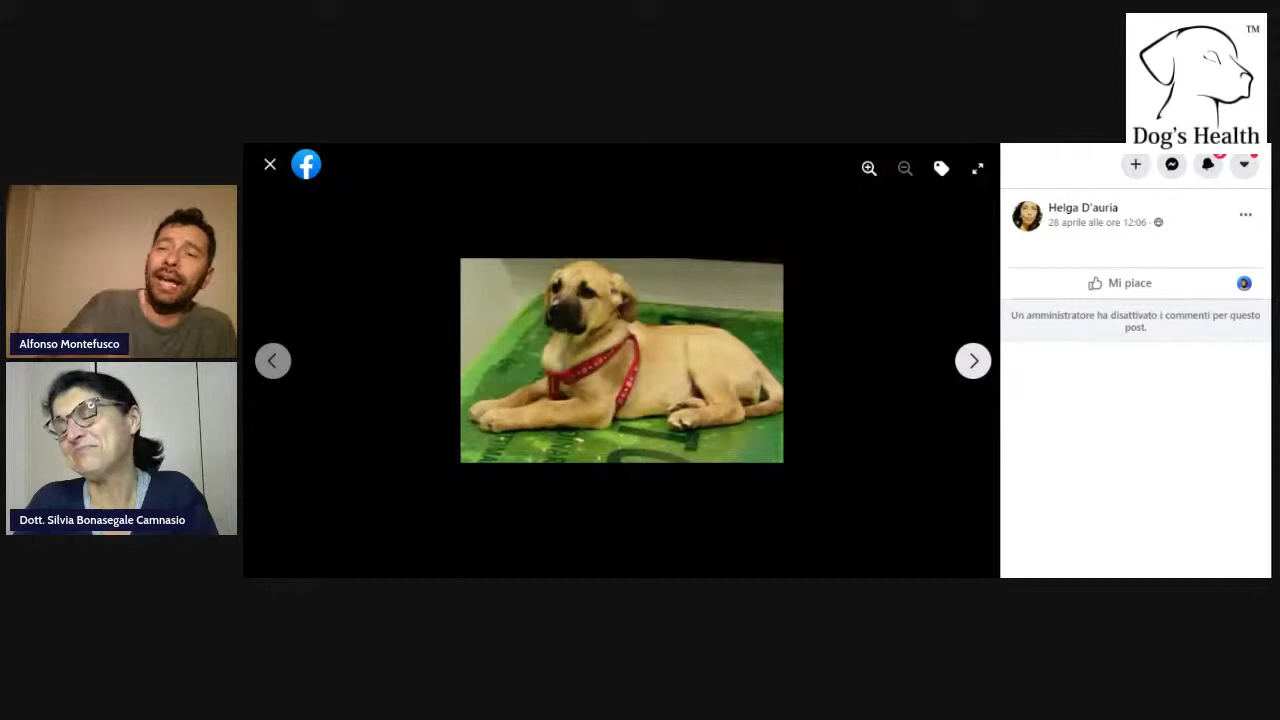 TM
Dog's Health
Helga D'auria
28 aprile alle ore 12:06
Mi piace
Un amministratore ha disattivato i commenti per questo
post.
Alfonso Montefusco
Dott. Silvia Bonasegale Camnasio